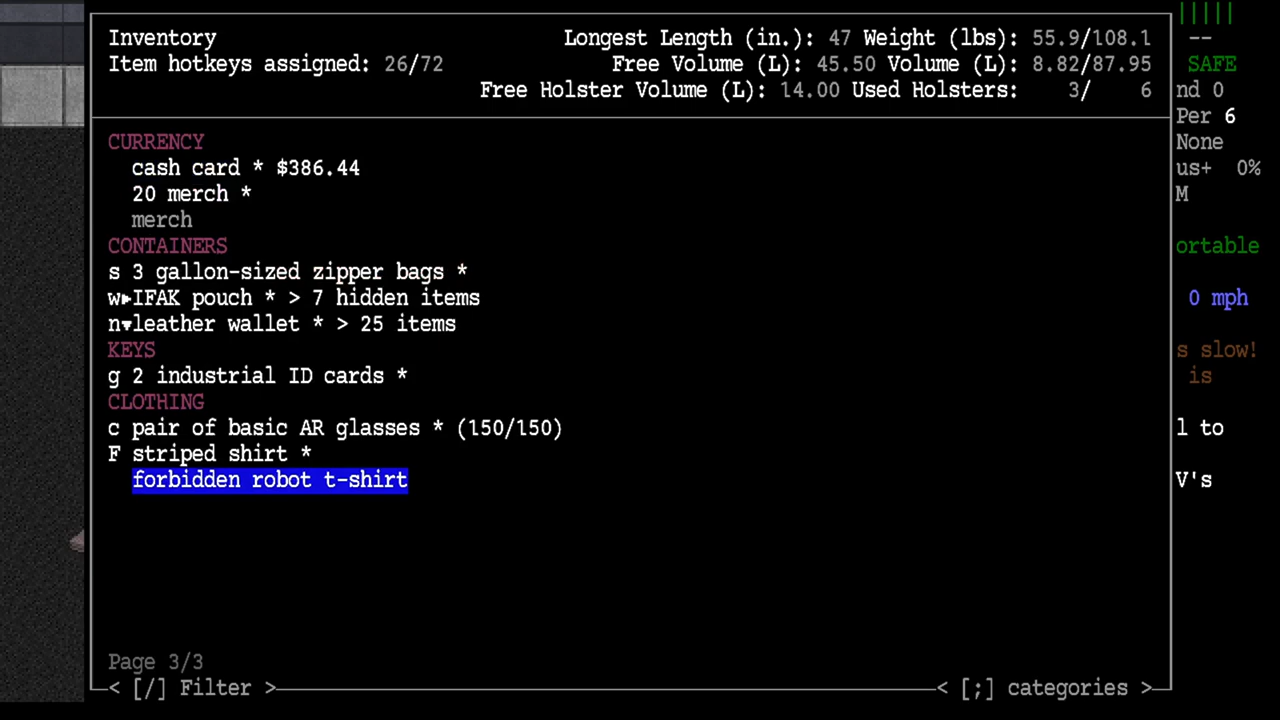 Inventory Longest Length (in.): 47 Weight (lbs): 55.9/108.1
Item hotkeys assigned: 26/72 Free Volume (L): 45.50 Volume (L): 8.82/87.95
Free Holster Volume (L): 14.00 Used Holsters: 3/ 6
CURRENCY
cash card * $386.44
20 merch *
merch
CONTAINERS
s 3 gallon-sized zipper bags *
w▸IFAK pouch * > 7 hidden items
n▾leather wallet * > 25 items
KEYS
g 2 industrial ID cards *
CLOTHING
c pair of basic AR glasses * (150/150)
F striped shirt *
forbidden robot t-shirt
Page 3/3
< [/] Filter > < [;] categories >
|||||
--
SAFE
nd 0
Per 6
None
us+ 0%
M
ortable
0 mph
s slow!
is
l to
V's